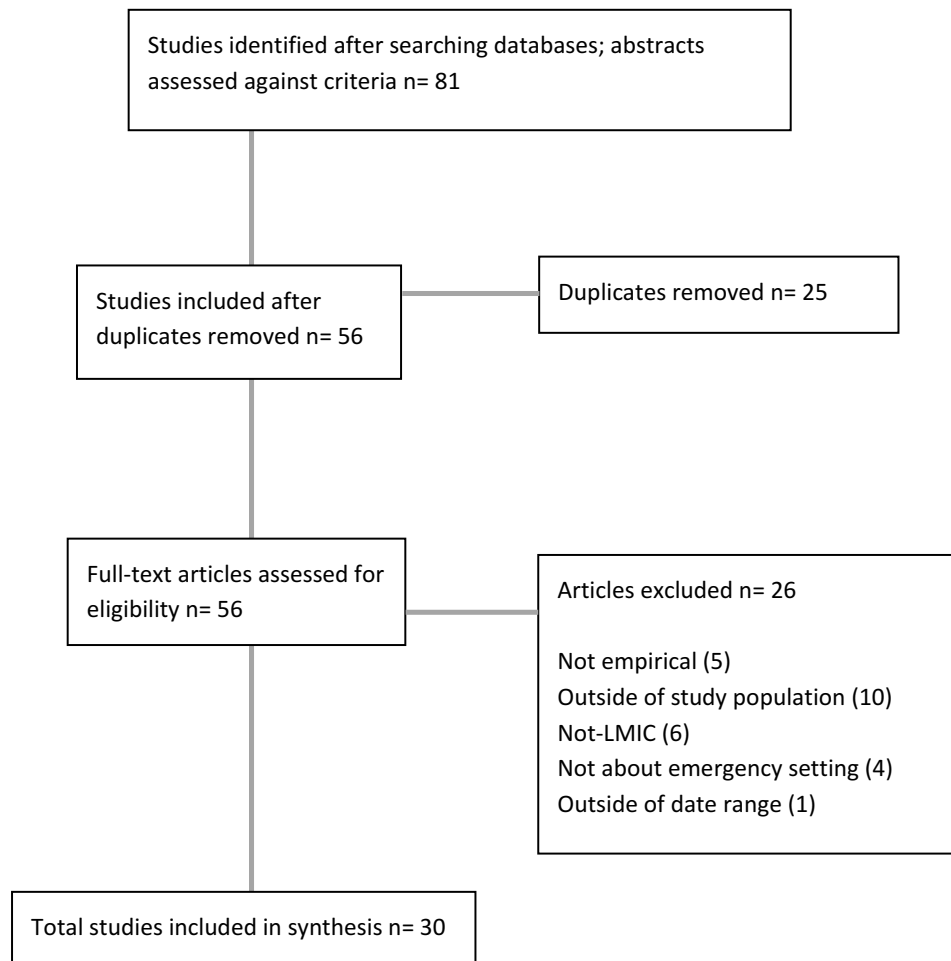 Studies identified after searching databases; abstracts
assessed against criteria n= 81
Studies included after
duplicates removed n= 56
Duplicates removed n= 25
Full-text articles assessed for
eligibility n= 56
Articles excluded n= 26
Not empirical (5)
Outside of study population (10)
Not-LMIC (6)
Not about emergency setting (4)
Outside of date range (1)
Total studies included in synthesis n= 30